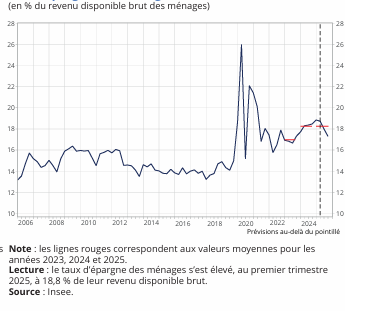 (en % du revenu disponible brut des ménages)
28 28
26 26
24 24
22 22
20 20
18 18
16 16
14 14
12 12
10 10
2006 2008 2010 2012 2014 2016 2018 2020 2022 2024
Prévisions au-delà du pointillé
s Note : les lignes rouges correspondent aux valeurs moyennes pour les
années 2023, 2024 et 2025.
Lecture : le taux d'épargne des ménages s'est élevé, au premier trimestre
2025, à 18,8 % de leur revenu disponible brut.
Source : Insee.